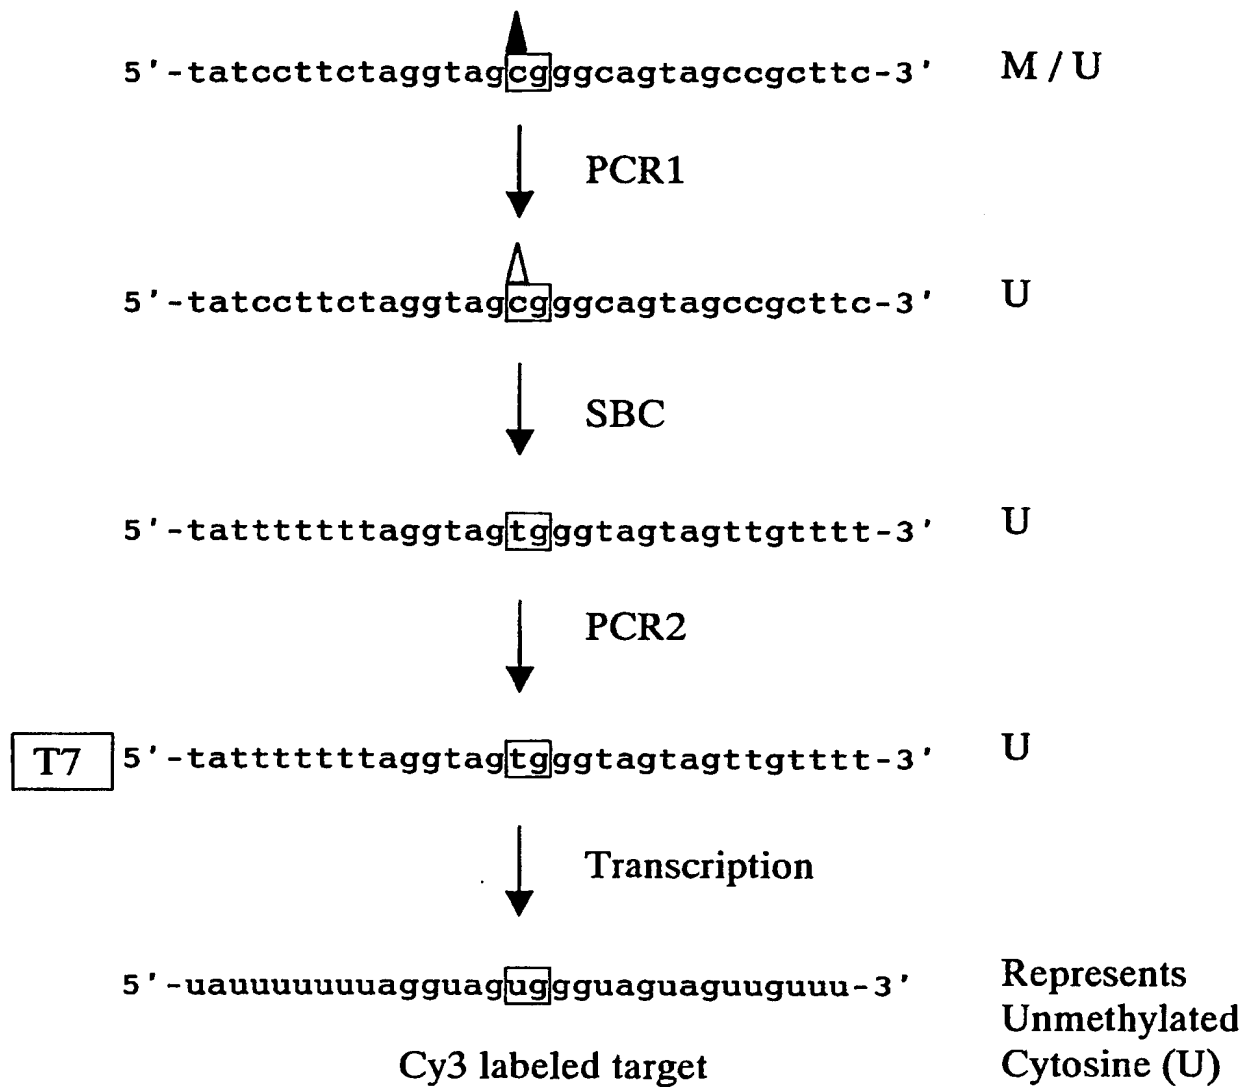 5'-tatccttctaggtagcgggcagtagccgcttc-3' M / U
PCR1
5'-tatccttctaggtagcgggcagtagccgcttc-3' U
SBC
5'-tatttttttaggtagtgggtagtagttgtttt-3' U
PCR2
T7 5'-tatttttttaggtagtgggtagtagttgtttt-3' U
Transcription
5'-uauuuuuuuagguaguggguaguaguuguuu-3' Represents
Unmethylated
Cy3 labeled target Cytosine (U)